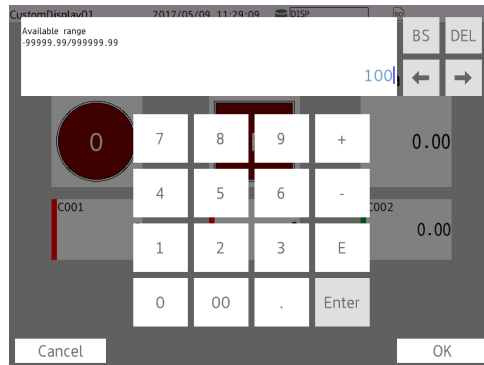 CustomDisplay01 2017/05/09 11:29:09 DISP
Available range
-99999.99/999999.99
BS DEL
100
← →
0 7 8 9 + 0.00
C001 4 5 6 - C002
0.00
1 2 3 E
0 00 . Enter
Cancel OK